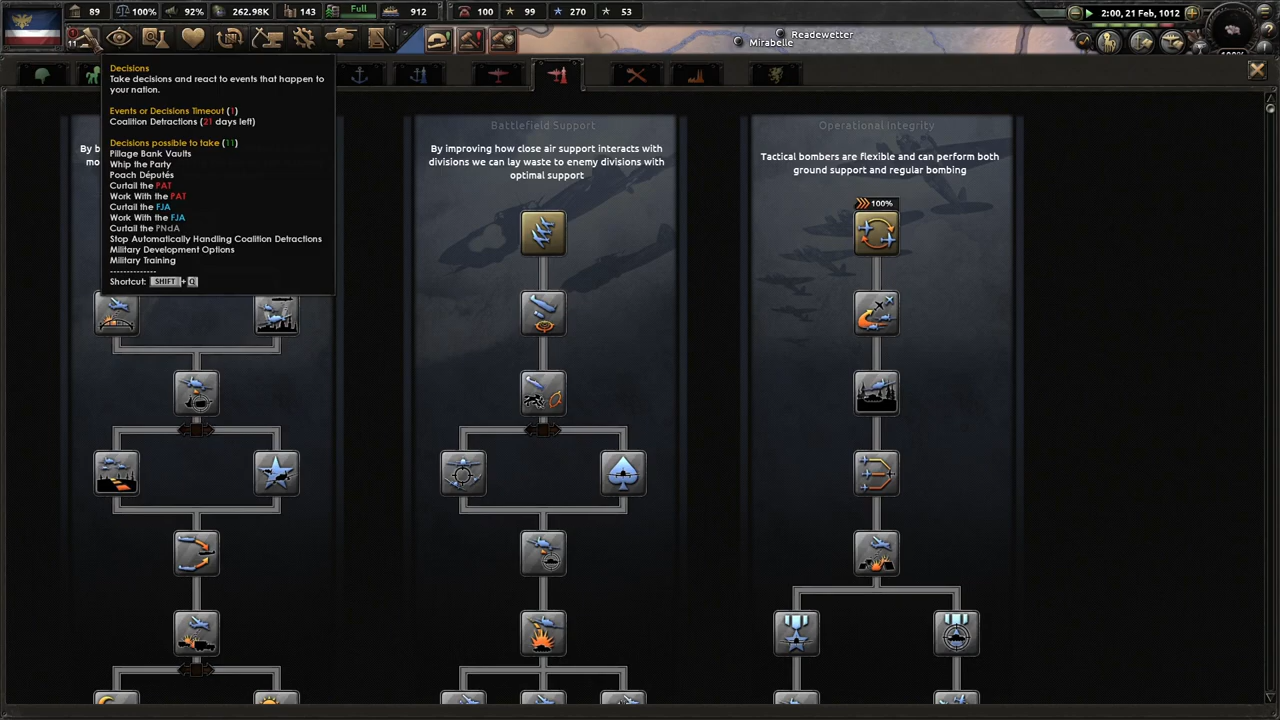 89
100%
92%
262.98K
143
Full
912
100
99
270
53
2:00, 21 Feb, 1012
11
Readewetter
Mirabelle
100%
Decisions
Take decisions and react to events that happen to
your nation.
Events or Decisions Timeout (1)
Coalition Detractions (21 days left)
Decisions possible to take (11)
Pillage Bank Vaults
Whip the Party
Poach Députés
Curtail the PAT
Work With the PAT
Curtail the FJA
Work With the FJA
Curtail the PNdA
Stop Automatically Handling Coalition Detractions
Military Development Options
Military Training
--------------
Shortcut: SHIFT + Q
By b
mo
Battlefield Support
By improving how close air support interacts with
divisions we can lay waste to enemy divisions with
optimal support
Operational Integrity
Tactical bombers are flexible and can perform both
ground support and regular bombing
100%